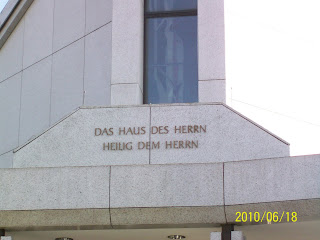 DAS HAUS DES HERRN
HEILIG DEM HERRN
2010/06/18